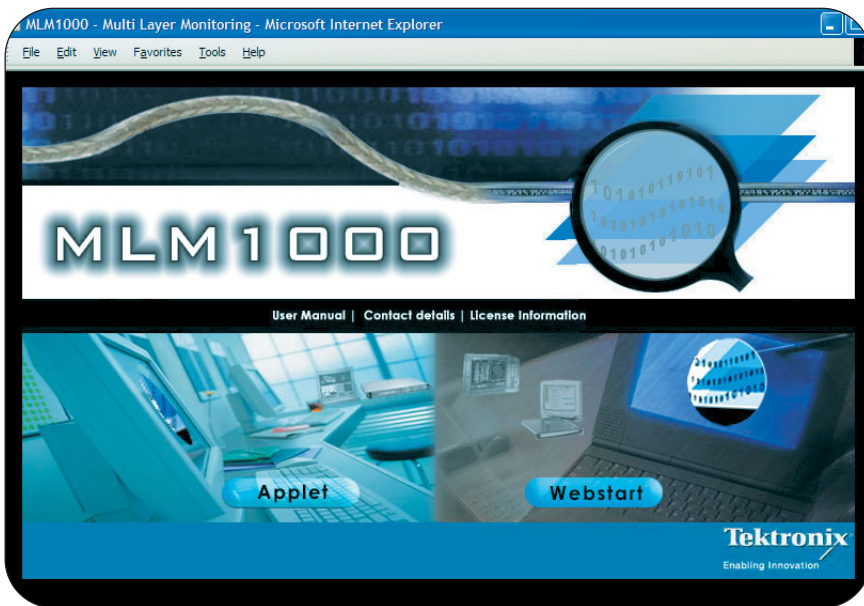 MLM1000 - Multi Layer Monitoring - Microsoft Internet Explorer
File Edit View Favorites Tools Help
MLM1000
User Manual | Contact details | License Information
Applet
Webstart
Tektronix
Enabling Innovation